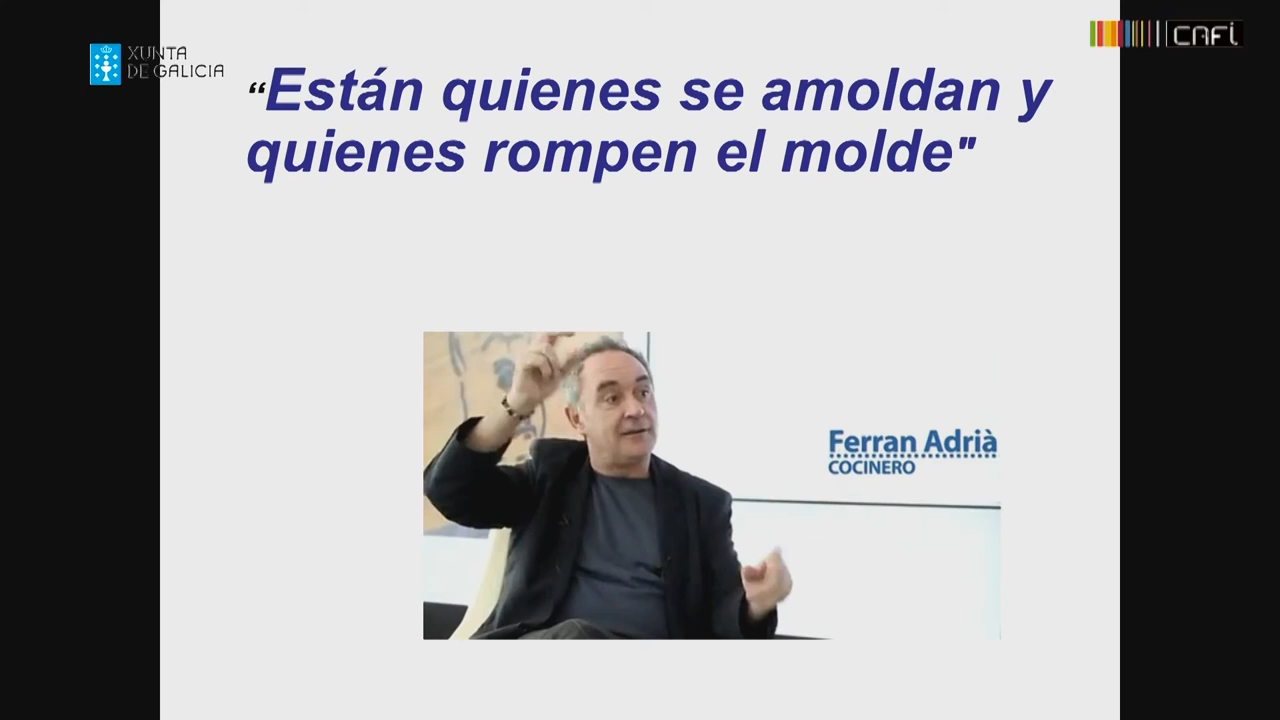 XUNTA
DE GALICIA
CAFi
“Están quienes se amoldan y
quienes rompen el molde"
Ferran Adrià
COCINERO